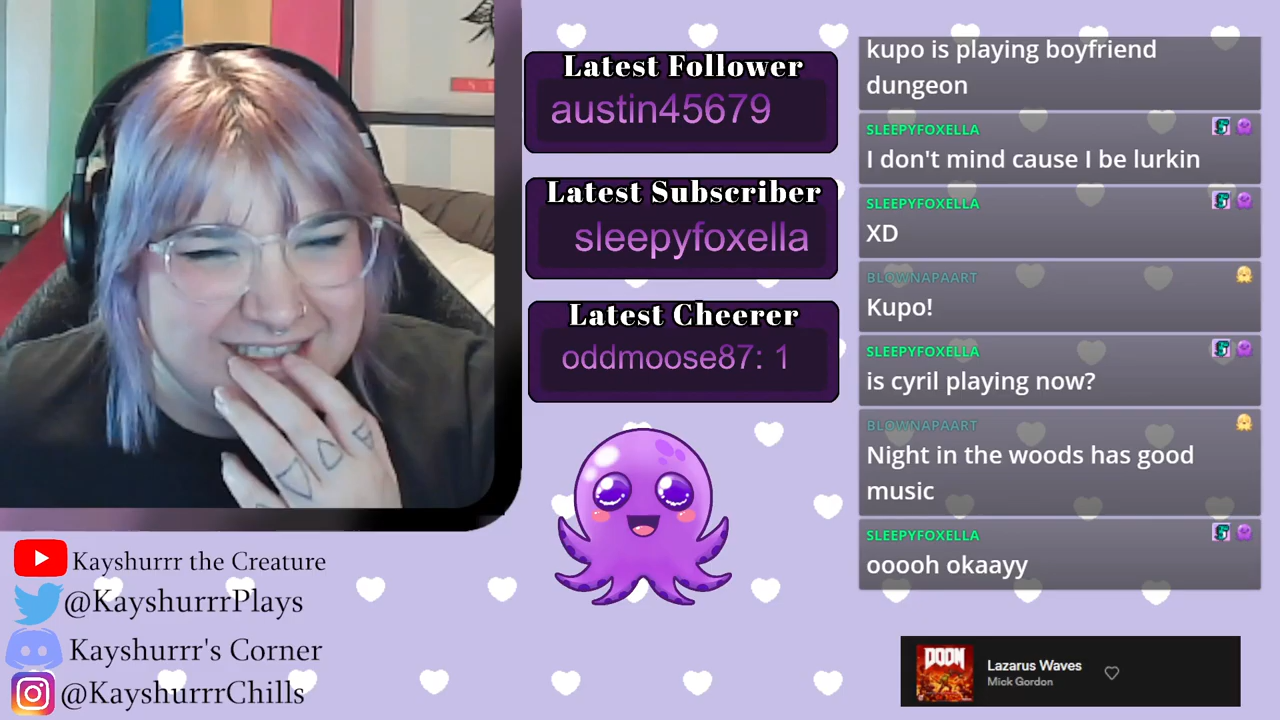 Latest Follower
austin45679
Latest Subscriber
sleepyfoxella
Latest Cheerer
oddmoose87: 1
kupo is playing boyfriend
dungeon
SLEEPYFOXELLA
I don't mind cause I be lurkin
SLEEPYFOXELLA
XD
BLOWNAPAART
Kupo!
SLEEPYFOXELLA
is cyril playing now?
BLOWNAPAART
Night in the woods has good
music
SLEEPYFOXELLA
ooooh okaayy
Kayshurrr the Creature
@KayshurrrPlays
Kayshurrr's Corner
@KayshurrrChills
DOOM
Lazarus Waves
Mick Gordon